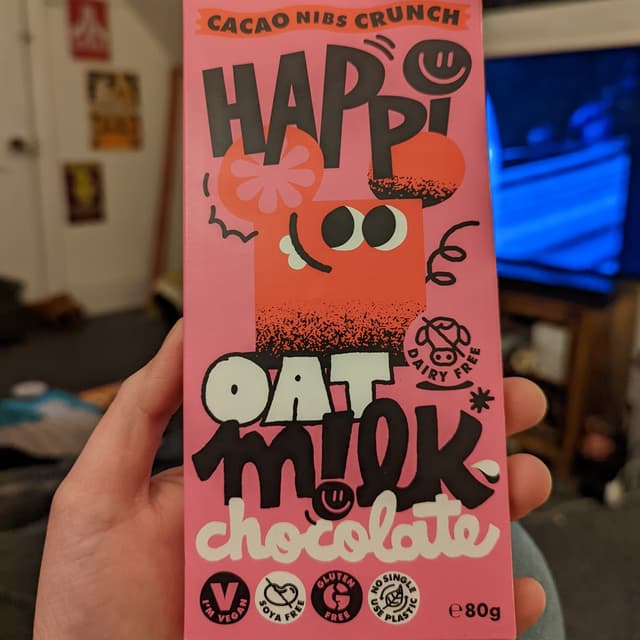 CACAO NIBS CRUNCH
HAPPi
DAIRY FREE
OAT
m!lk*
chocolate
V I'M VEGAN
SOYA FREE
GLUTEN G FREE
NO SINGLE USE PLASTIC
℮80g